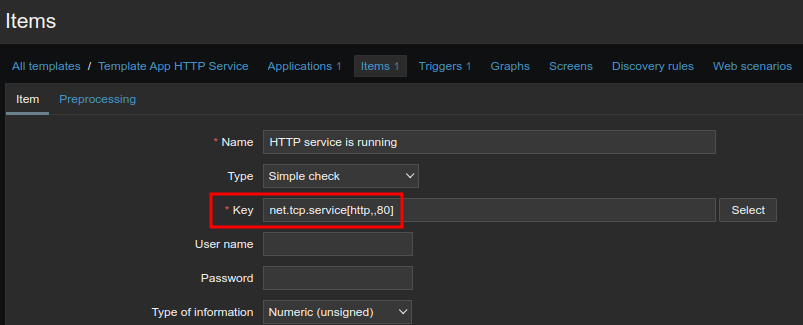 Items
All templates / Template App HTTP Service Applications 1 Items 1 Triggers 1 Graphs Screens Discovery rules Web scenarios
Item Preprocessing
* Name HTTP service is running
Type Simple check
* Key net.tcp.service[http,,80] Select
User name
Password
Type of information Numeric (unsigned)